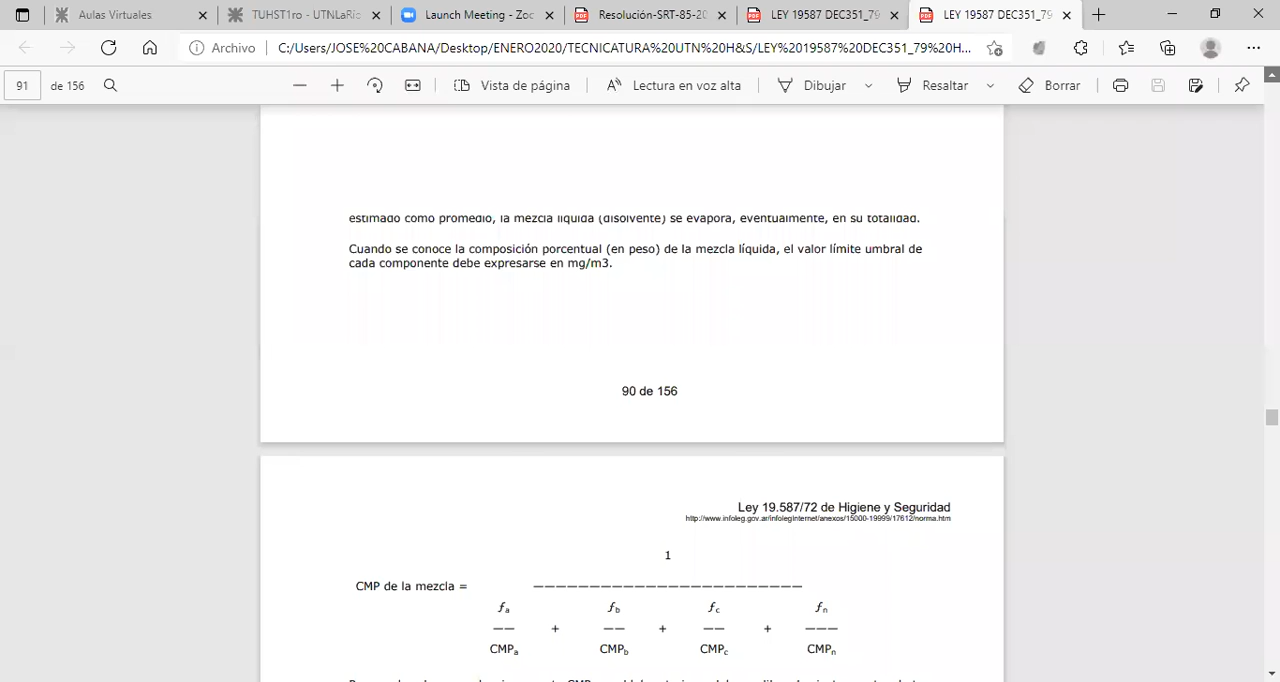 Aulas Virtuales
TUHST1ro - UTNLaRio
Launch Meeting - Zoo
Resolución-SRT-85-20
LEY 19587 DEC351_79
LEY 19587 DEC351_79
Archivo
C:/Users/JOSE%20CABANA/Desktop/ENERO2020/TECNICATURA%20UTN%20H&S/LEY%2019587%20DEC351_79%20H...
91 de 156
Vista de página
Lectura en voz alta
Dibujar
Resaltar
Borrar
estimado como promedio, la mezcla líquida (disolvente) se evapora, eventualmente, en su totalidad.
Cuando se conoce la composición porcentual (en peso) de la mezcla líquida, el valor límite umbral de
cada componente debe expresarse en mg/m3.
90 de 156
Ley 19.587/72 de Higiene y Seguridad
http://www.infoleg.gov.ar/infolegInternet/anexos/15000-19999/17612/norma.htm
1
CMP de la mezcla = ————————————————————————
fa fb fc fn
—— + —— + —— + ———
CMPa CMPb CMPc CMPn